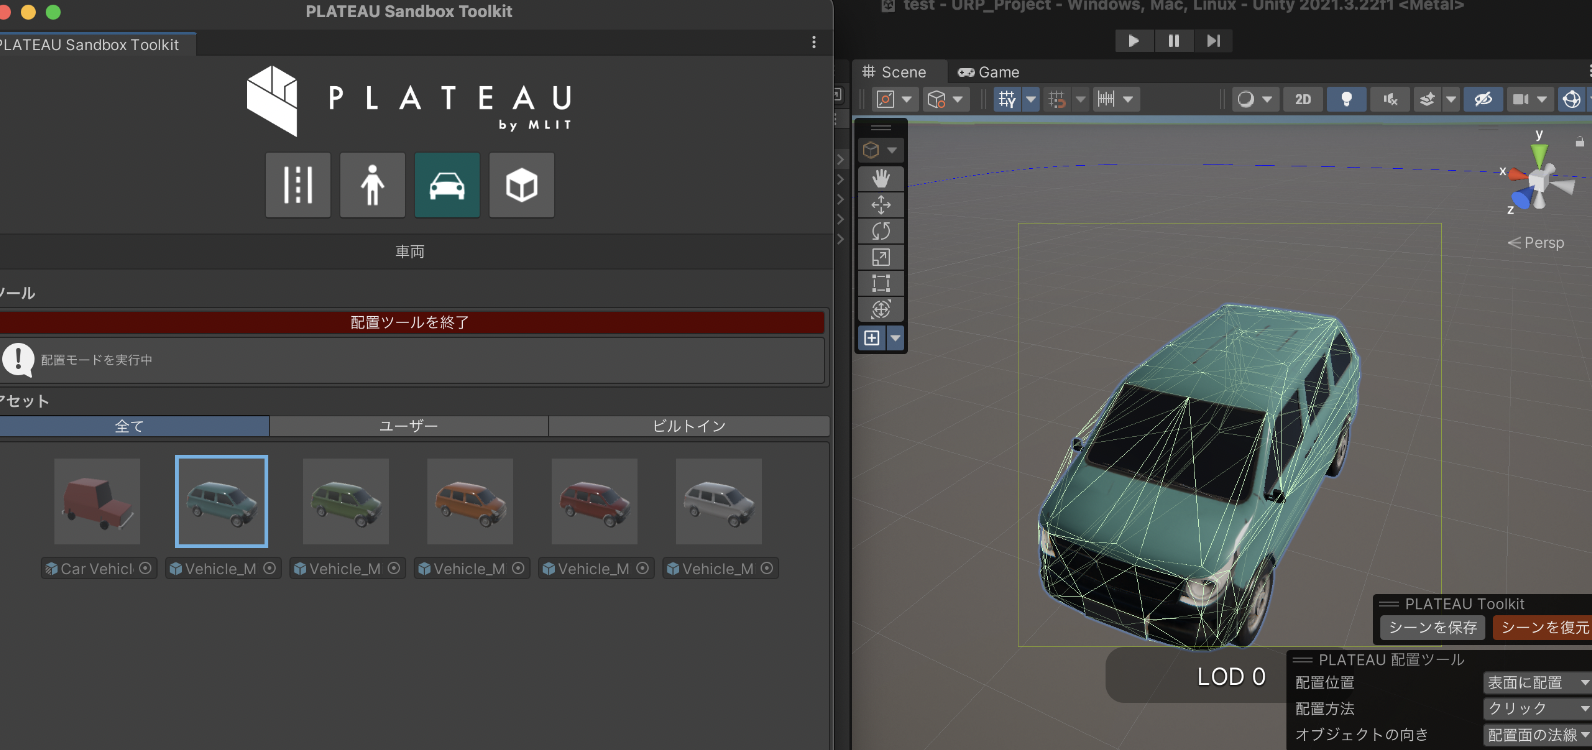 PLATEAU Sandbox Toolkit
PLATEAU Sandbox Toolkit
PLATEAU
by MLIT
車両
ツール
配置ツールを終了
配置モードを実行中
アセット
全て ユーザー ビルトイン
Car Vehicl Vehicle_M Vehicle_M Vehicle_M Vehicle_M Vehicle_M
test - URP_Project - Windows, Mac, Linux - Unity 2021.3.22f1 <Metal>
Scene Game
2D
y
x
z
Persp
LOD 0
PLATEAU Toolkit
シーンを保存 シーンを復元
PLATEAU 配置ツール
配置位置 表面に配置
配置方法 クリック
オブジェクトの向き 配置面の法線